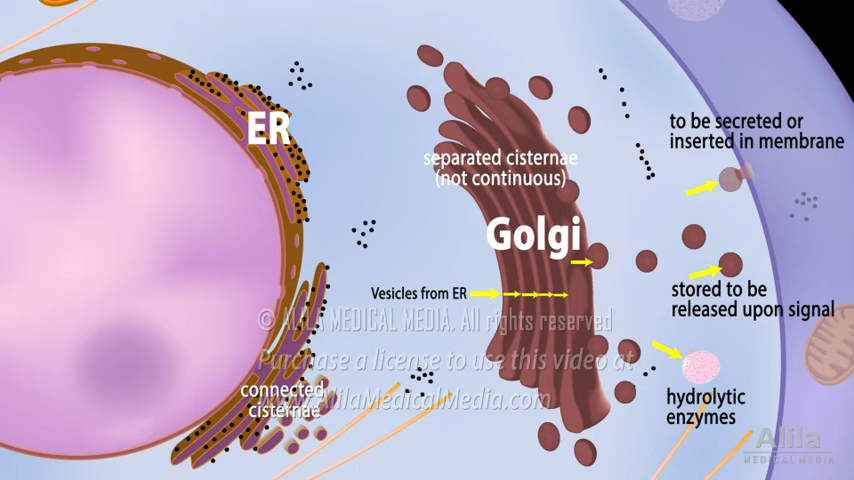 ER
to be secreted or
inserted in membrane
separated cisternae
(not continuous)
Golgi
Vesicles from ER
stored to be
released upon signal
© ALILA MEDICAL MEDIA. All rights reserved
Purchase a license to use this video at
www.AlilaMedicalMedia.com
connected
cisternae
hydrolytic
enzymes
Alila
MEDICAL MEDIA